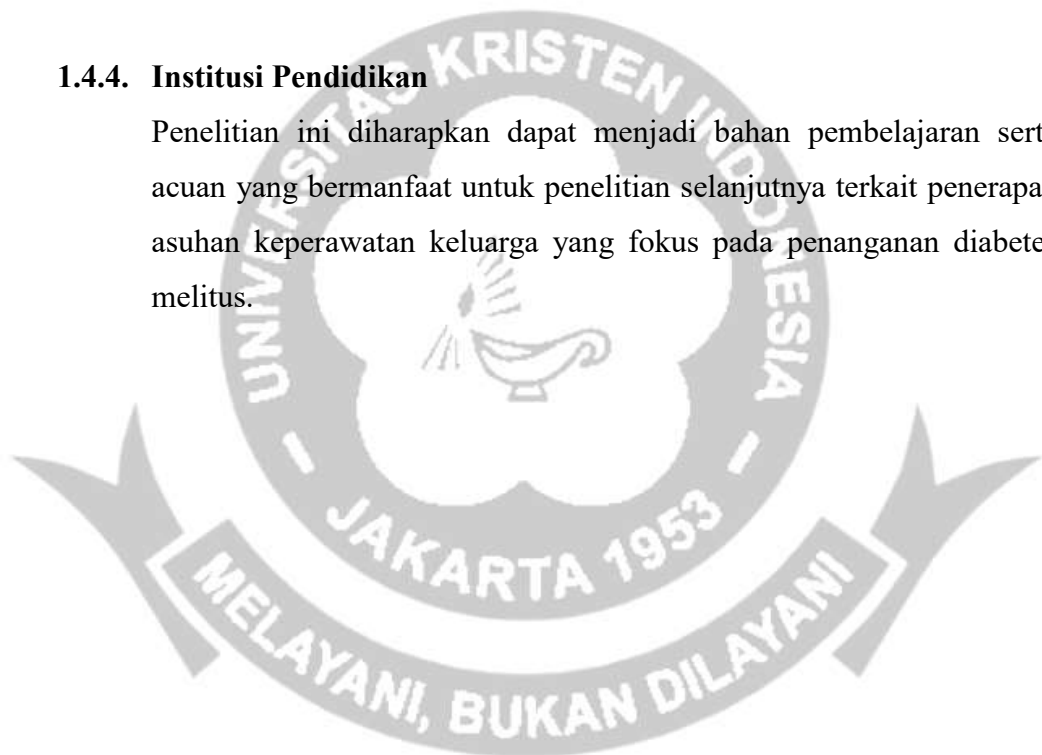 1.4.4. Institusi Pendidikan
Penelitian ini diharapkan dapat menjadi bahan pembelajaran sert
acuan yang bermanfaat untuk penelitian selanjutnya terkait penerapa
asuhan keperawatan keluarga yang fokus pada penanganan diabete
melitus.
UNIVERSITAS KRISTEN INDONESIA
- JAKARTA 1953 -
MELAYANI, BUKAN DILAYANI